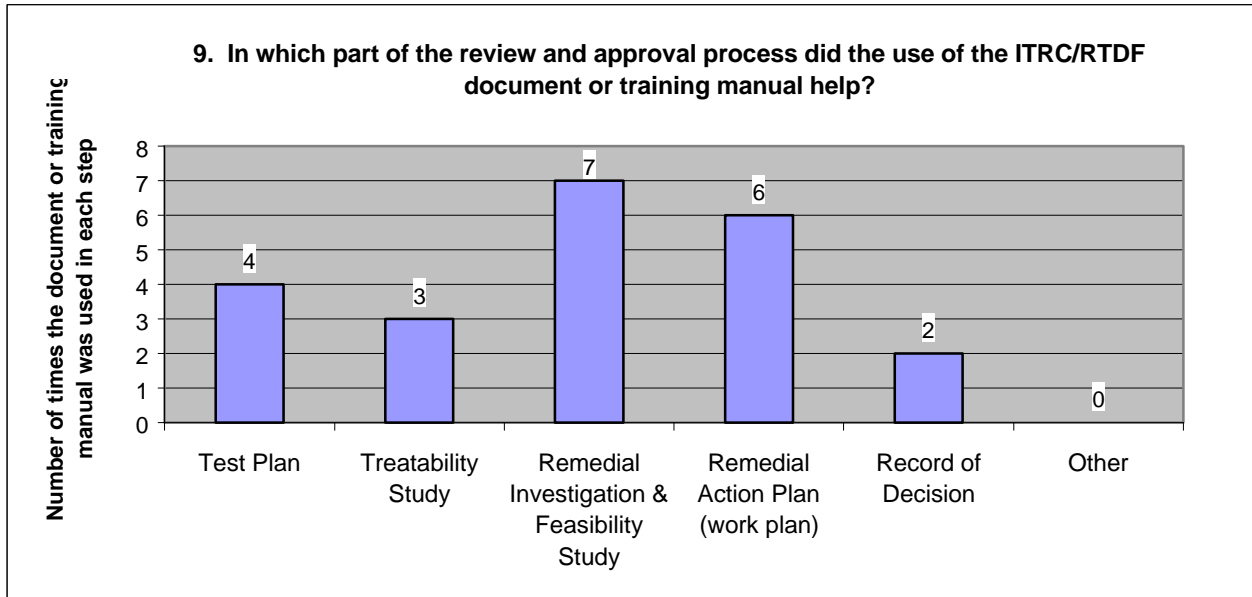 9. In which part of the review and approval process did the use of the ITRC/RTDF
document or training manual help?
Number of times the document or training
manual was used in each step
8
7
6
5
4
3
2
1
0
4
3
7
6
2
0
Test Plan
Treatability
Study
Remedial
Investigation &
Feasibility
Study
Remedial
Action Plan
(work plan)
Record of
Decision
Other